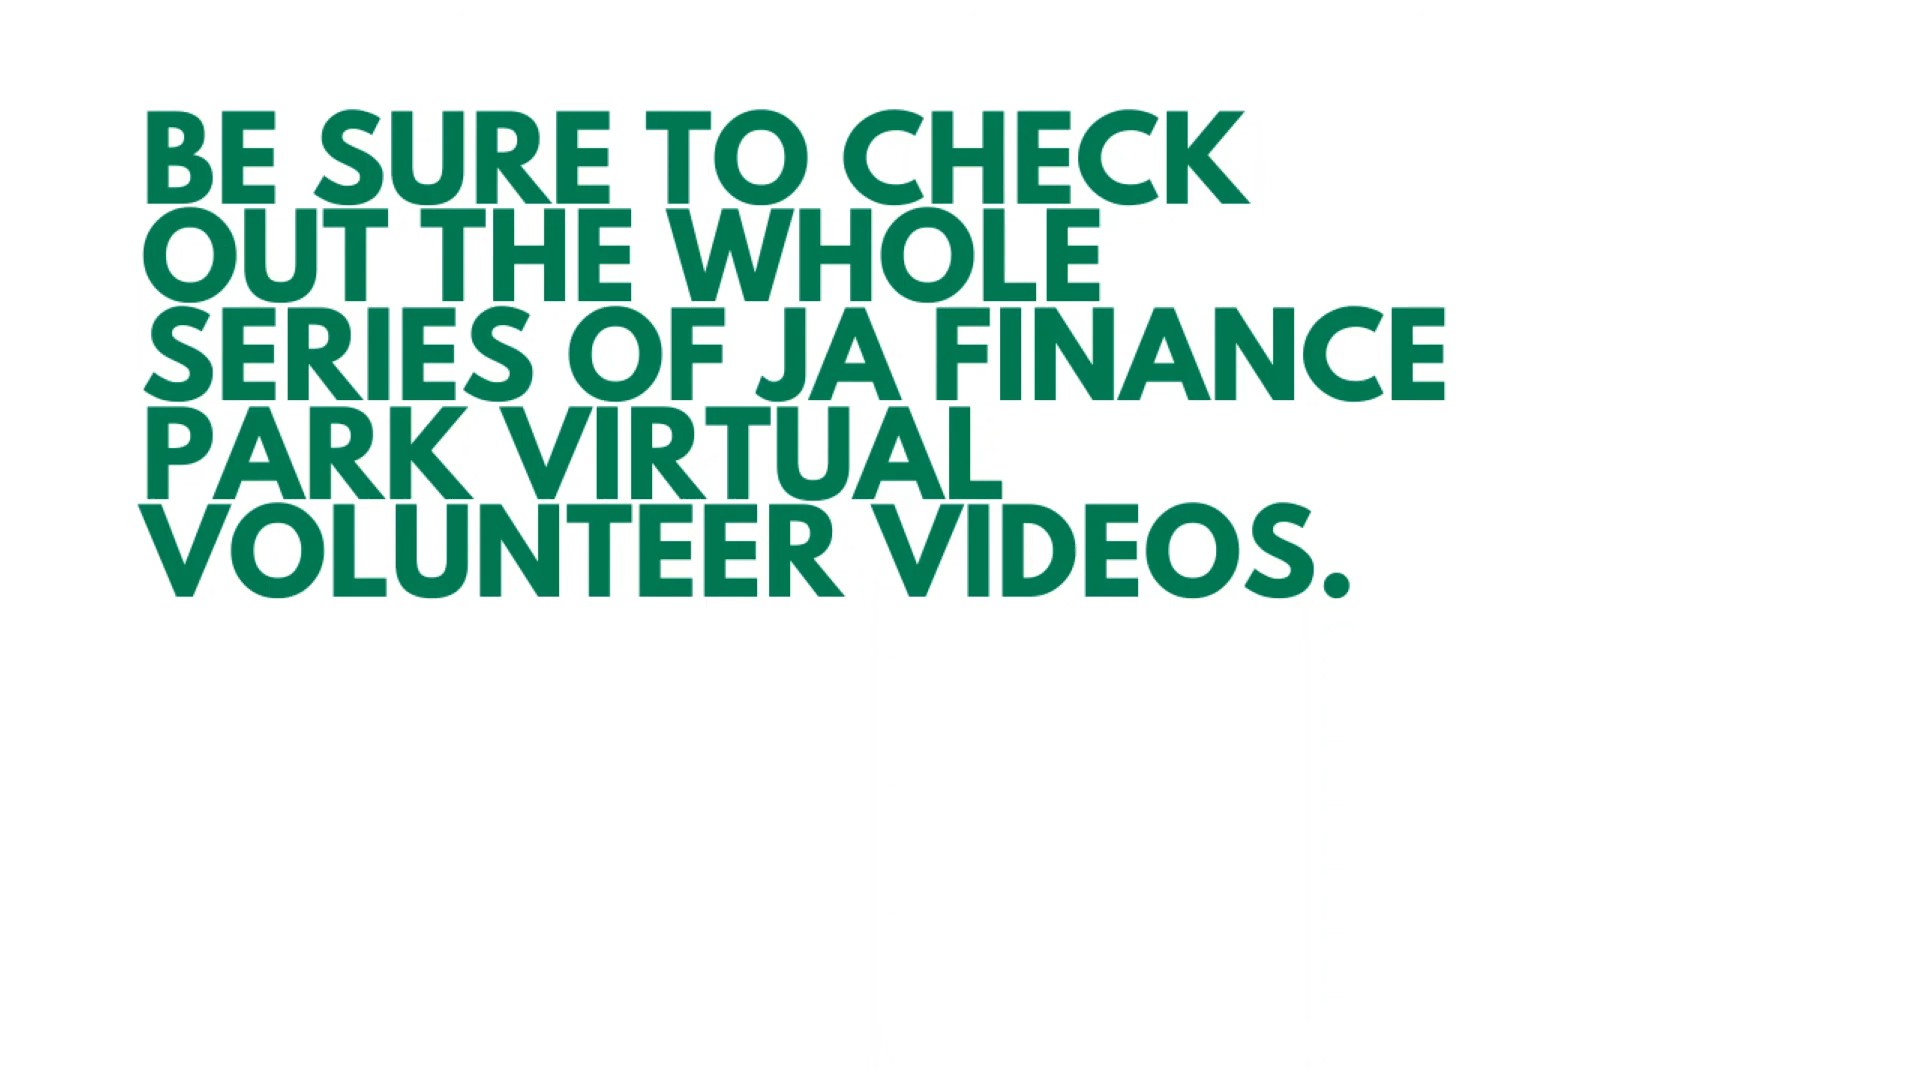 BE SURE TO CHECK
OUT THE WHOLE
SERIES OF JA FINANCE
PARK VIRTUAL
VOLUNTEER VIDEOS.